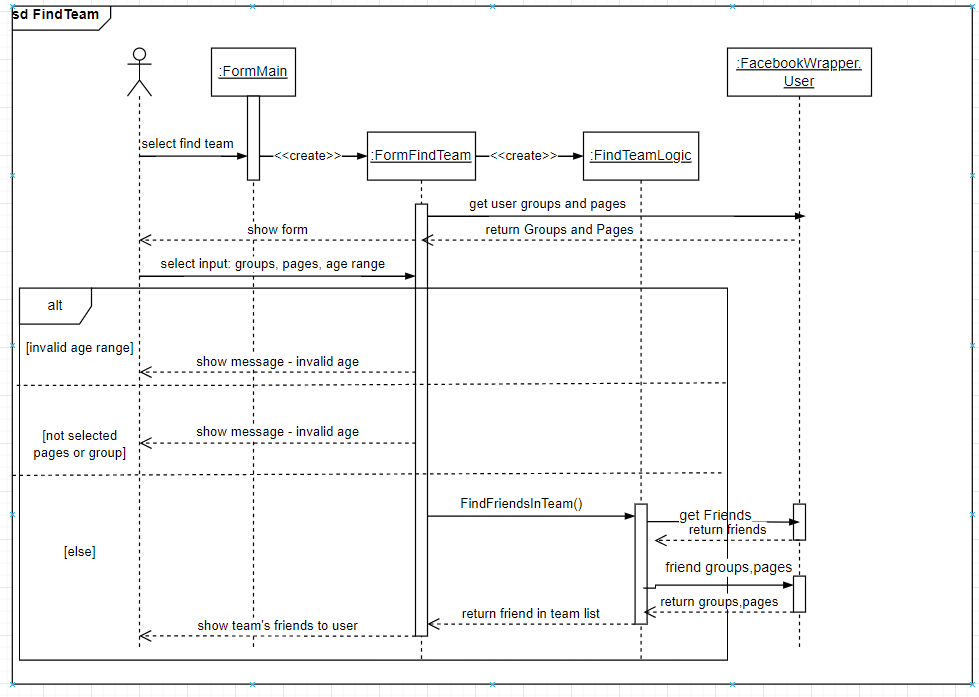 sd FindTeam
:FormMain
:FacebookWrapper.
User
select find team
<<create>>
:FormFindTeam
<<create>>
:FindTeamLogic
get user groups and pages
show form
return Groups and Pages
select input: groups, pages, age range
alt
[invalid age range]
show message - invalid age
[not selected
pages or group]
show message - invalid age
FindFriendsInTeam()
get Friends
return friends
[else]
friend groups,pages
return groups,pages
return friend in team list
show team's friends to user